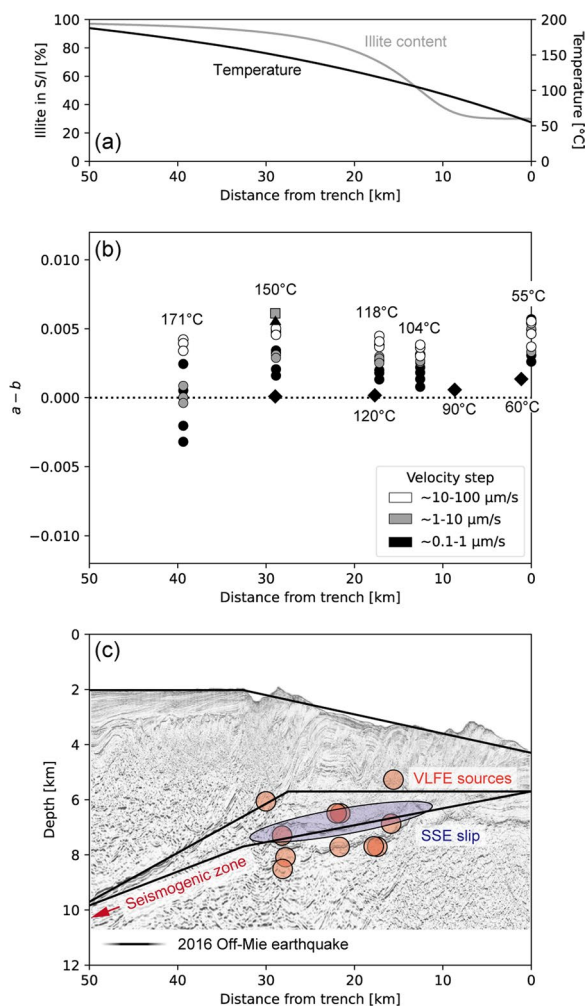 (a)
Illite content
Temperature
100
80
60
40
20
0
Illite in S/I [%]
200
150
100
50
0
Temperature [°C]
50
40
30
20
10
0
Distance from trench [km]
(b)
0.010
0.005
0.000
−0.005
−0.010
a − b
171°C
150°C
118°C
104°C
55°C
120°C
90°C
60°C
Velocity step
~10-100 μm/s
~1-10 μm/s
~0.1-1 μm/s
50
40
30
20
10
0
Distance from trench [km]
(c)
0
2
4
6
8
10
12
Depth [km]
VLFE sources
SSE slip
Seismogenic zone
2016 Off-Mie earthquake
50
40
30
20
10
0
Distance from trench [km]